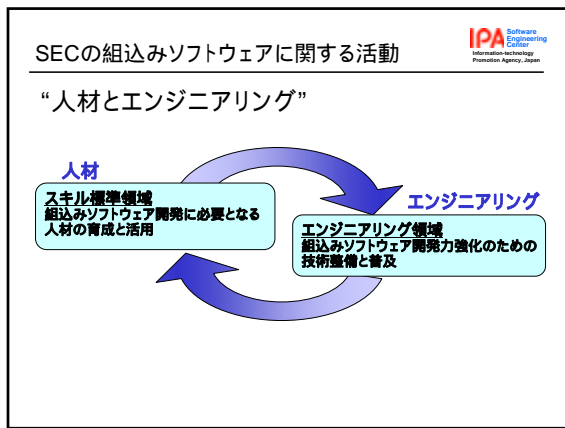 SECの組込みソフトウェアに関する活動
IPA Software
Engineering
Center
Information-technology
Promotion Agency, Japan
“人材とエンジニアリング”
人材
スキル標準領域
組込みソフトウェア開発に必要となる
人材の育成と活用
エンジニアリング
エンジニアリング領域
組込みソフトウェア開発力強化のための
技術整備と普及